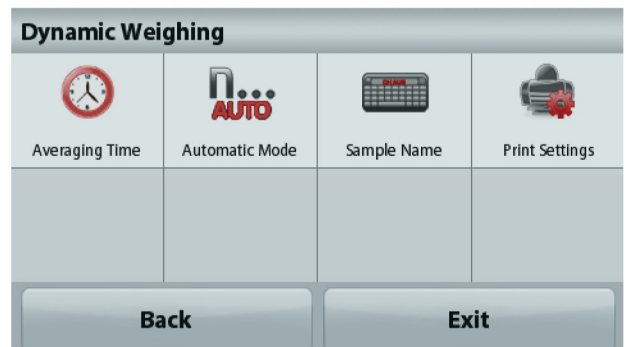 Dynamic Weighing
n...
AUTO
Averaging Time
Automatic Mode
Sample Name
Print Settings
Back
Exit